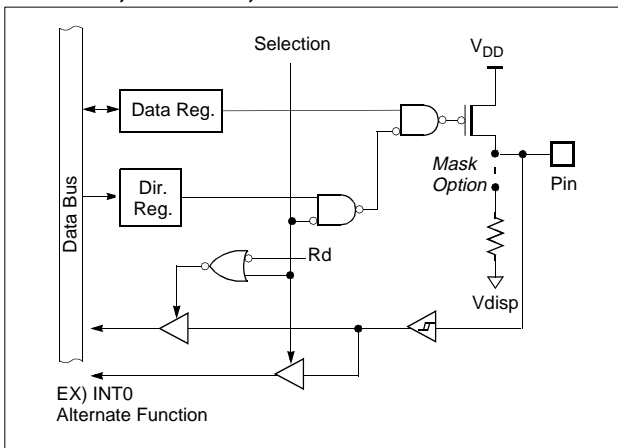 Selection
VDD
Data Reg.
Mask
Option
Pin
Dir.
Reg.
Data Bus
Rd
Vdisp
EX) INT0
Alternate Function